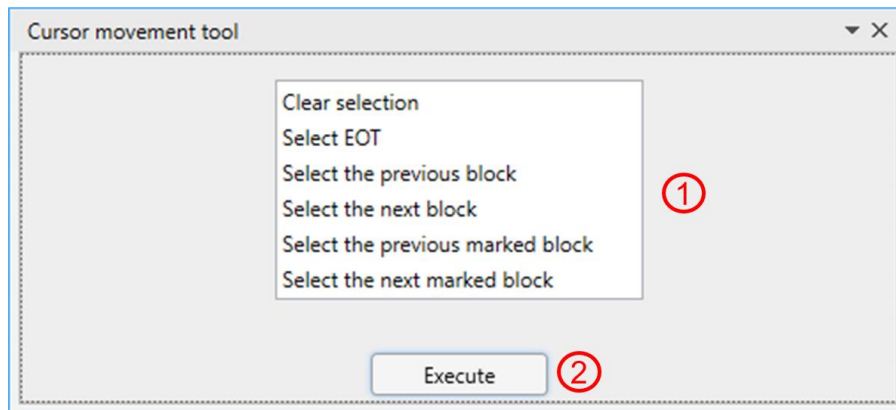 Cursor movement tool
Clear selection
Select EOT
Select the previous block
Select the next block
Select the previous marked block
Select the next marked block
1
Execute
2